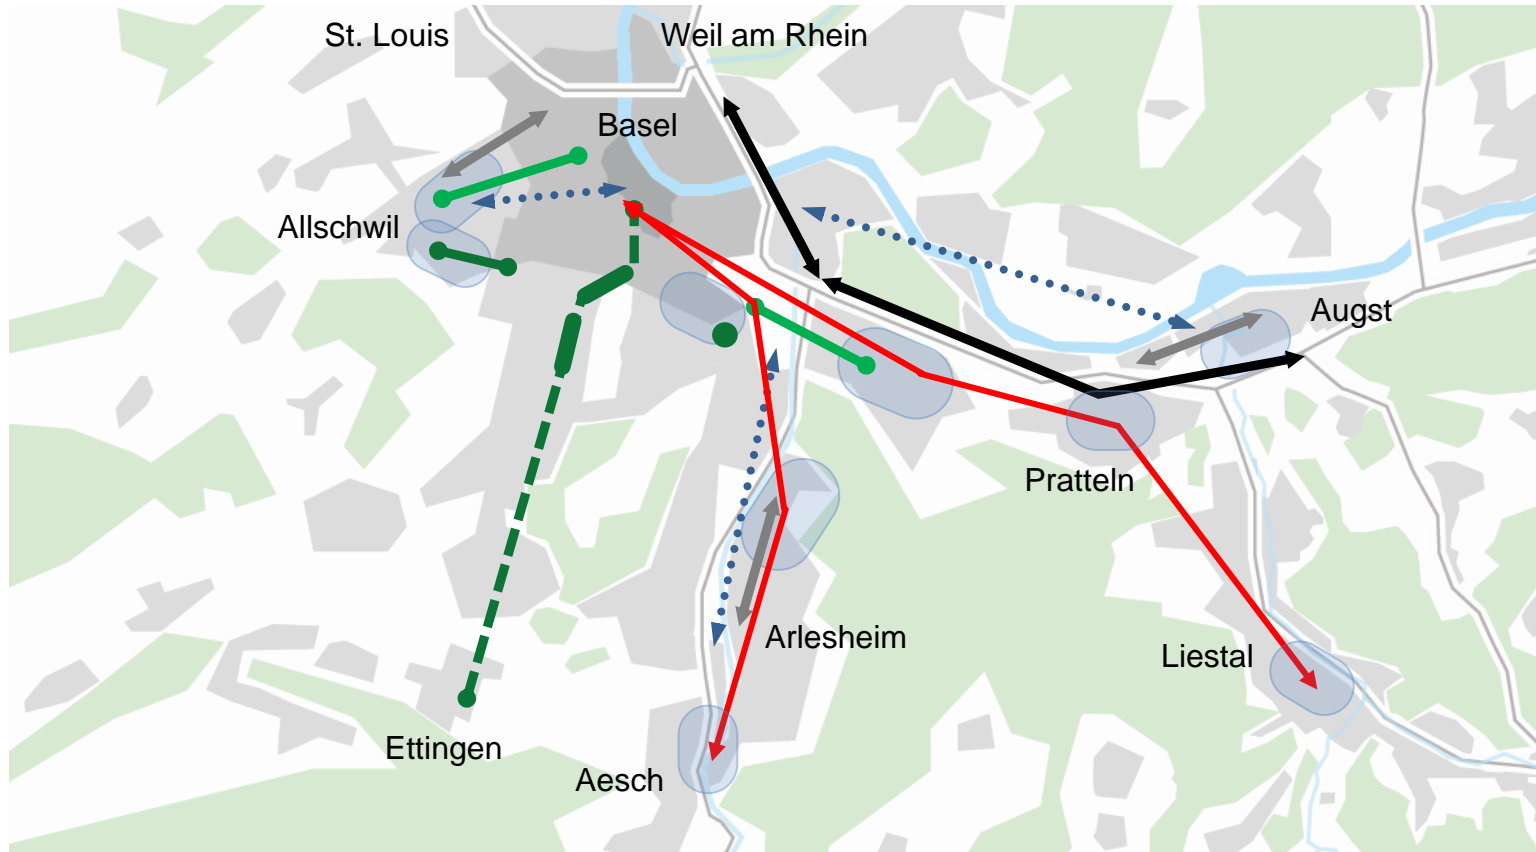 St. Louis
Weil am Rhein
Basel
Allschwil
Augst
Pratteln
Arlesheim
Liestal
Ettingen
Aesch